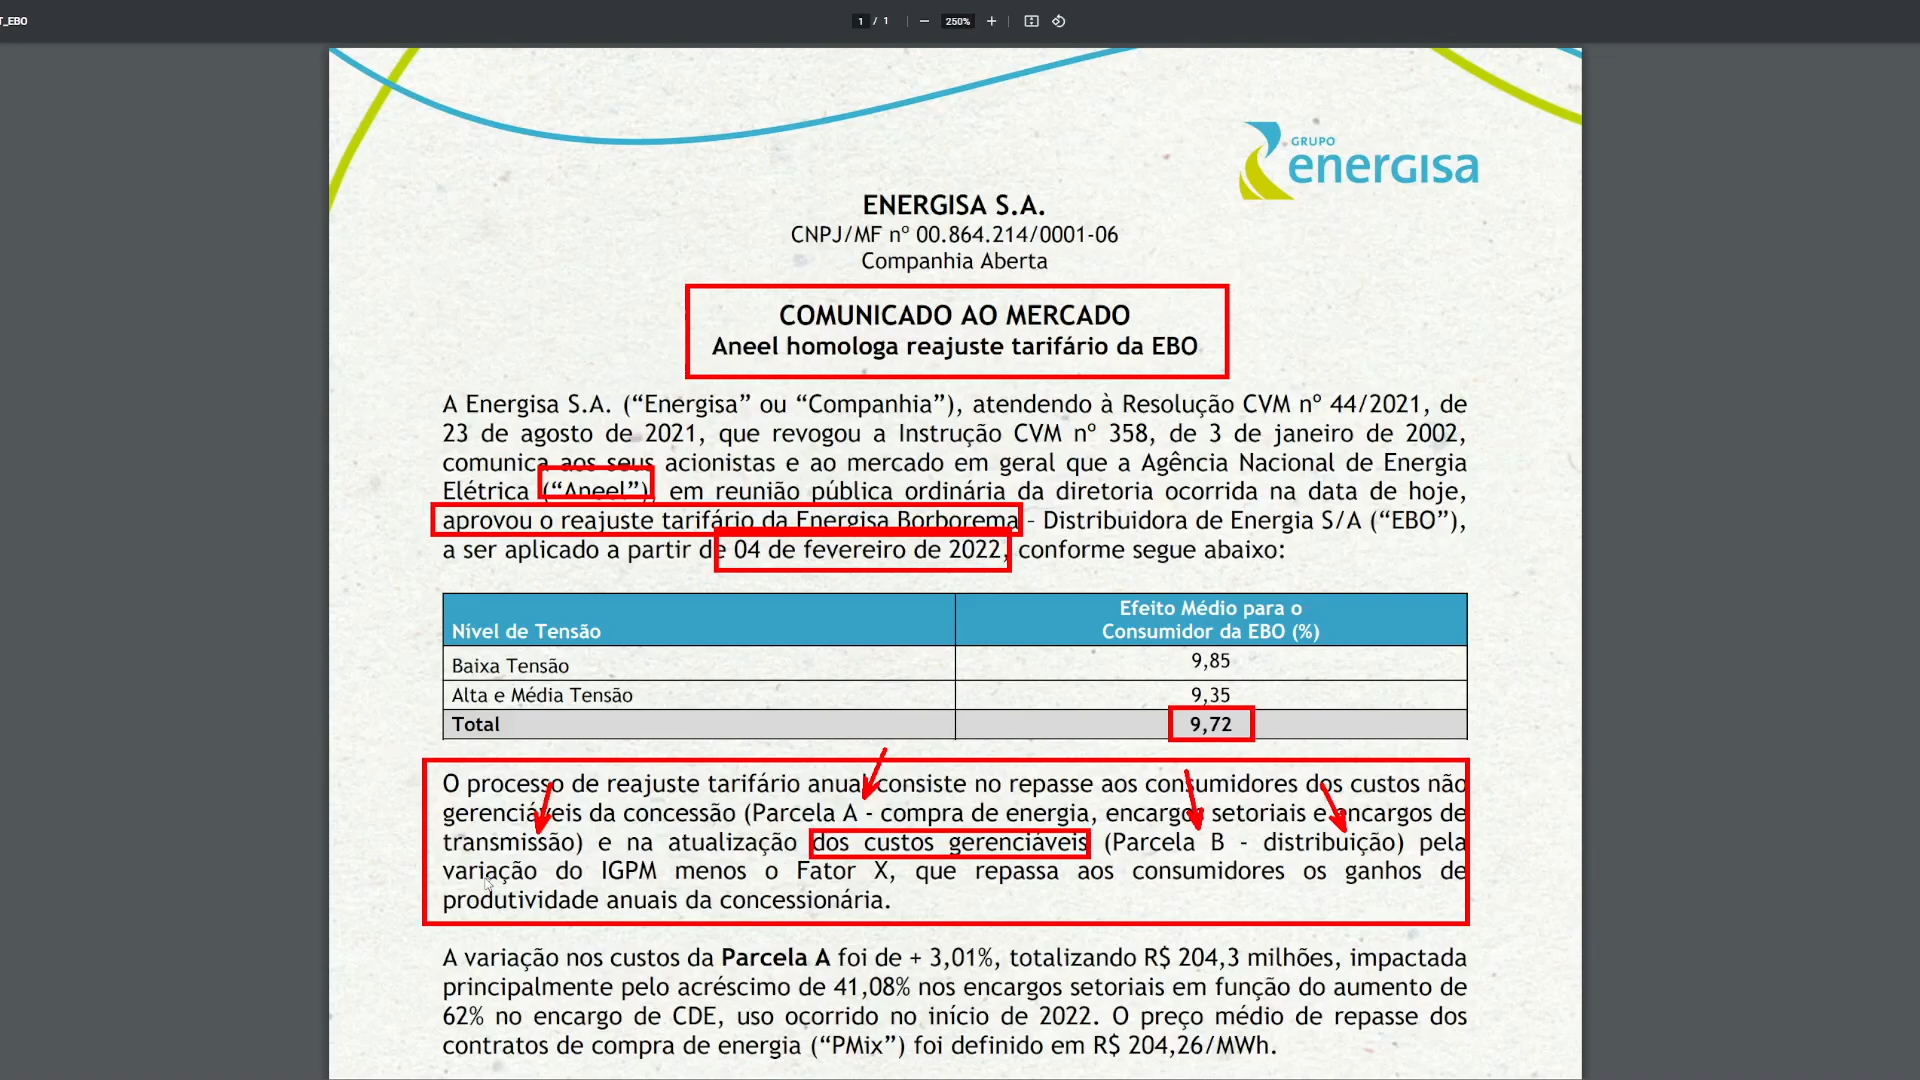 T_EBO
1 / 1
250%
GRUPO
energisa
ENERGISA S.A.
CNPJ/MF nº 00.864.214/0001-06
Companhia Aberta
COMUNICADO AO MERCADO
Aneel homologa reajuste tarifário da EBO
A Energisa S.A. (“Energisa” ou “Companhia”), atendendo à Resolução CVM nº 44/2021, de
23 de agosto de 2021, que revogou a Instrução CVM nº 358, de 3 de janeiro de 2002,
comunica aos seus acionistas e ao mercado em geral que a Agência Nacional de Energia
Elétrica (“Aneel”), em reunião pública ordinária da diretoria ocorrida na data de hoje,
aprovou o reajuste tarifário da Energisa Borborema - Distribuidora de Energia S/A (“EBO”),
a ser aplicado a partir de 04 de fevereiro de 2022, conforme segue abaixo:
Nível de Tensão
Efeito Médio para o
Consumidor da EBO (%)
Baixa Tensão 9,85
Alta e Média Tensão 9,35
Total 9,72
O processo de reajuste tarifário anual consiste no repasse aos consumidores dos custos não
gerenciáveis da concessão (Parcela A - compra de energia, encargos setoriais e encargos de
transmissão) e na atualização dos custos gerenciáveis (Parcela B - distribuição) pela
variação do IGPM menos o Fator X, que repassa aos consumidores os ganhos de
produtividade anuais da concessionária.
A variação nos custos da Parcela A foi de + 3,01%, totalizando R$ 204,3 milhões, impactada
principalmente pelo acréscimo de 41,08% nos encargos setoriais em função do aumento de
62% no encargo de CDE, uso ocorrido no início de 2022. O preço médio de repasse dos
contratos de compra de energia (“PMix”) foi definido em R$ 204,26/MWh.